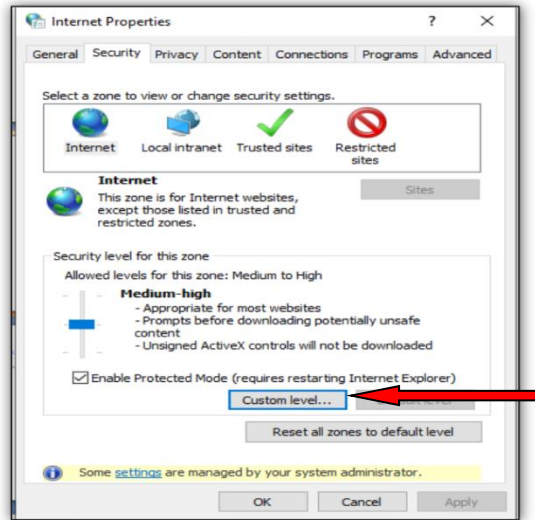 Internet Properties
General Security Privacy Content Connections Programs Advanced
Select a zone to view or change security settings.
Internet Local intranet Trusted sites Restricted
sites
Internet
Sites
This zone is for Internet websites,
except those listed in trusted and
restricted zones.
Security level for this zone
Allowed levels for this zone: Medium to High
Medium-high
- Appropriate for most websites
- Prompts before downloading potentially unsafe
content
- Unsigned ActiveX controls will not be downloaded
Enable Protected Mode (requires restarting Internet Explorer)
Custom level...
Reset all zones to default level
Some settings are managed by your system administrator.
OK Cancel Apply